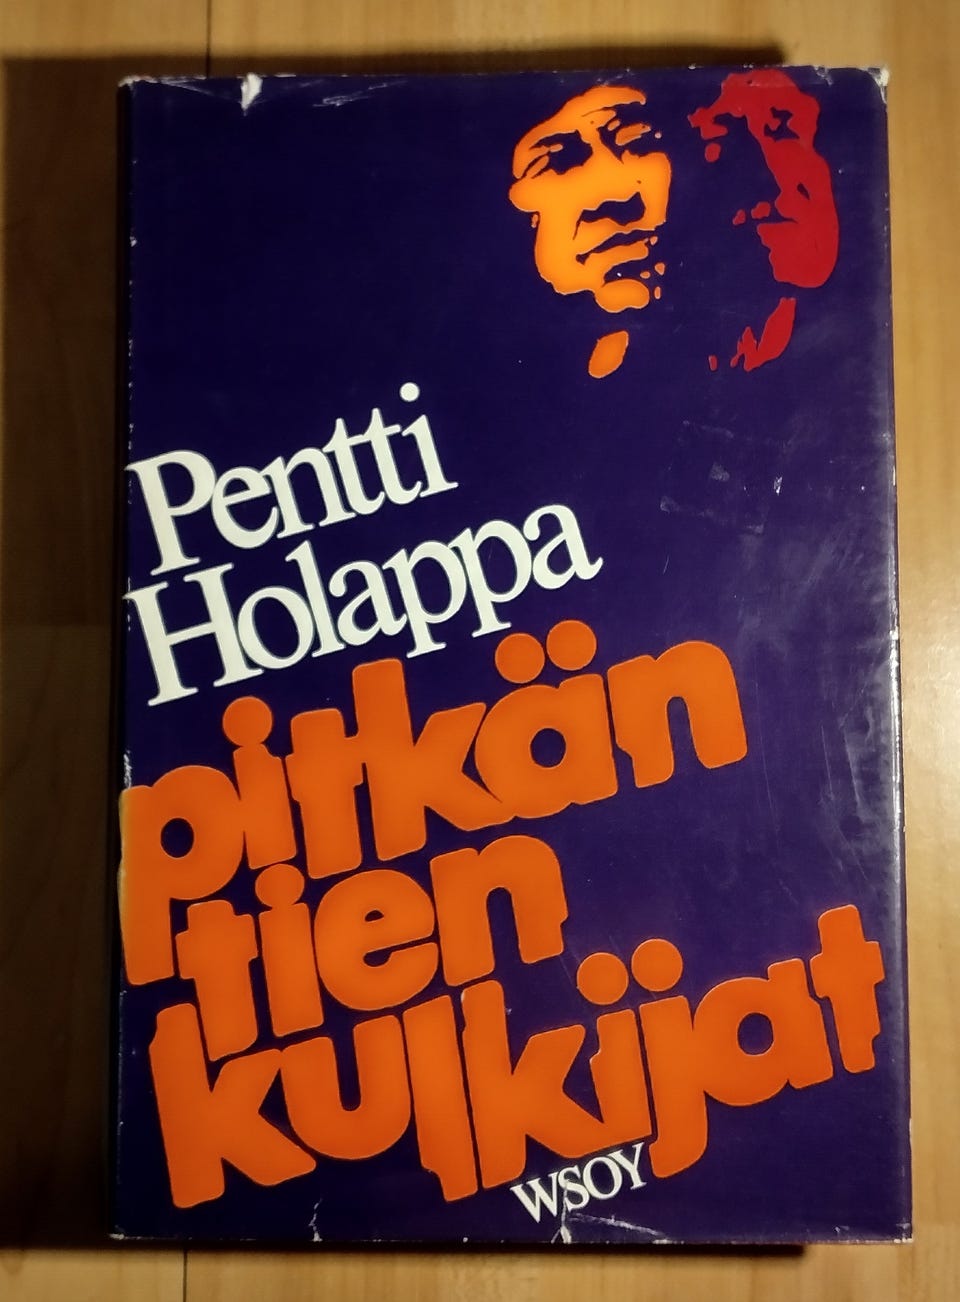 Pentti
Holappa
pitkän
tien
kulkijat
WSOY